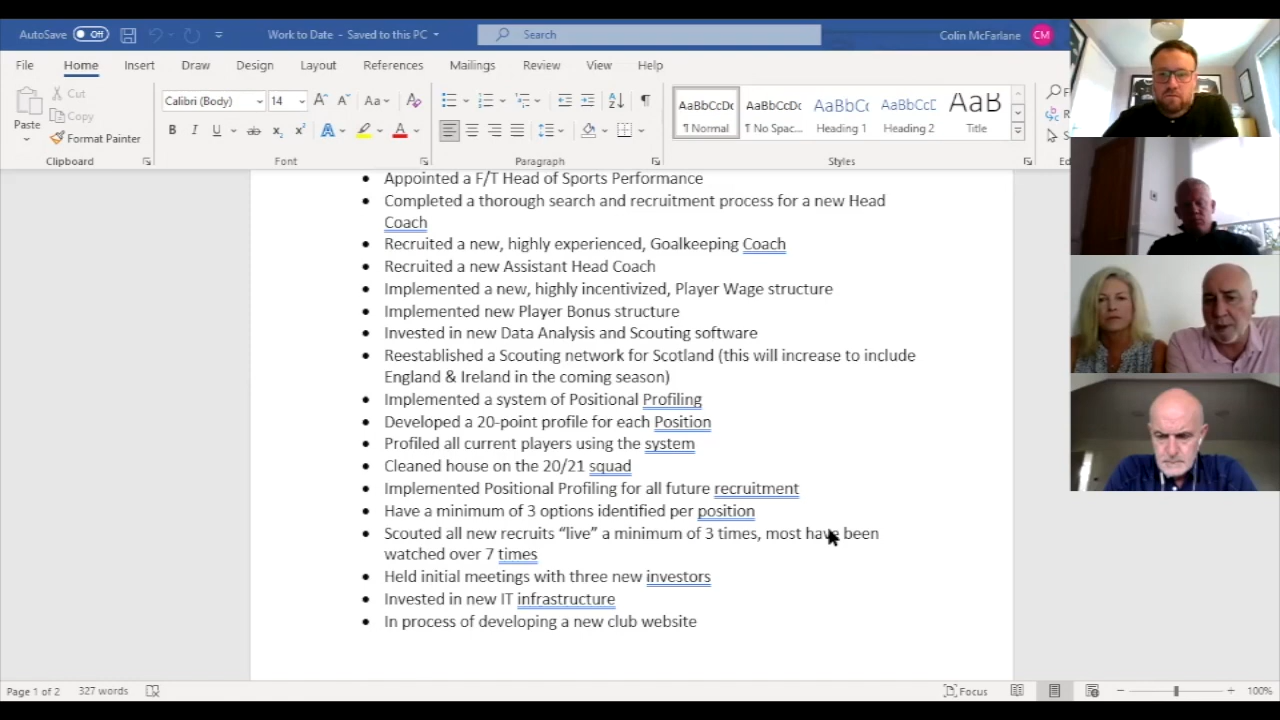 AutoSave Off Work to Date - Saved to this PC Search Colin McFarlane CM
File Home Insert Draw Design Layout References Mailings Review View Help
Paste Cut Copy Format Painter
Clipboard
Calibri (Body) 14
Font
Paragraph
AaBbCcDc ¶ Normal
AaBbCcDc ¶ No Spac...
AaBbCc Heading 1
AaBbCcD Heading 2
AaB Title
Styles
• Appointed a F/T Head of Sports Performance
• Completed a thorough search and recruitment process for a new Head
Coach
• Recruited a new, highly experienced, Goalkeeping Coach
• Recruited a new Assistant Head Coach
• Implemented a new, highly incentivized, Player Wage structure
• Implemented new Player Bonus structure
• Invested in new Data Analysis and Scouting software
• Reestablished a Scouting network for Scotland (this will increase to include
England & Ireland in the coming season)
• Implemented a system of Positional Profiling
• Developed a 20-point profile for each Position
• Profiled all current players using the system
• Cleaned house on the 20/21 squad
• Implemented Positional Profiling for all future recruitment
• Have a minimum of 3 options identified per position
• Scouted all new recruits “live” a minimum of 3 times, most have been
watched over 7 times
• Held initial meetings with three new investors
• Invested in new IT infrastructure
• In process of developing a new club website
Page 1 of 2 327 words Focus 100%